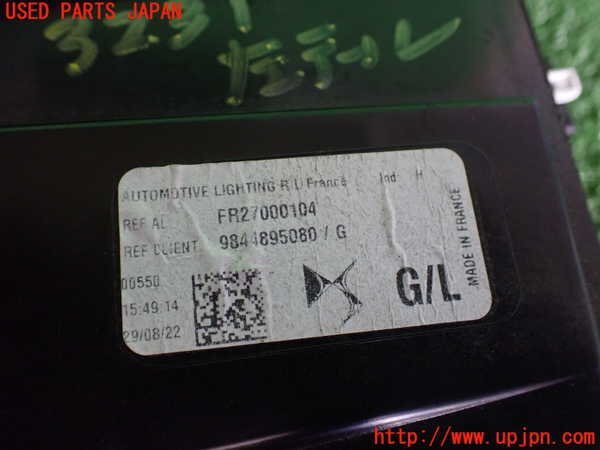 USED PARTS JAPAN
AUTOMOTIVE LIGHTING R L France Ind H
REF AL FR27000104
REF CLIENT 9844895080 / G
00550
15:49:14
29/08/22
G/L
MADE IN FRANCE
http://www.upjpn.com/